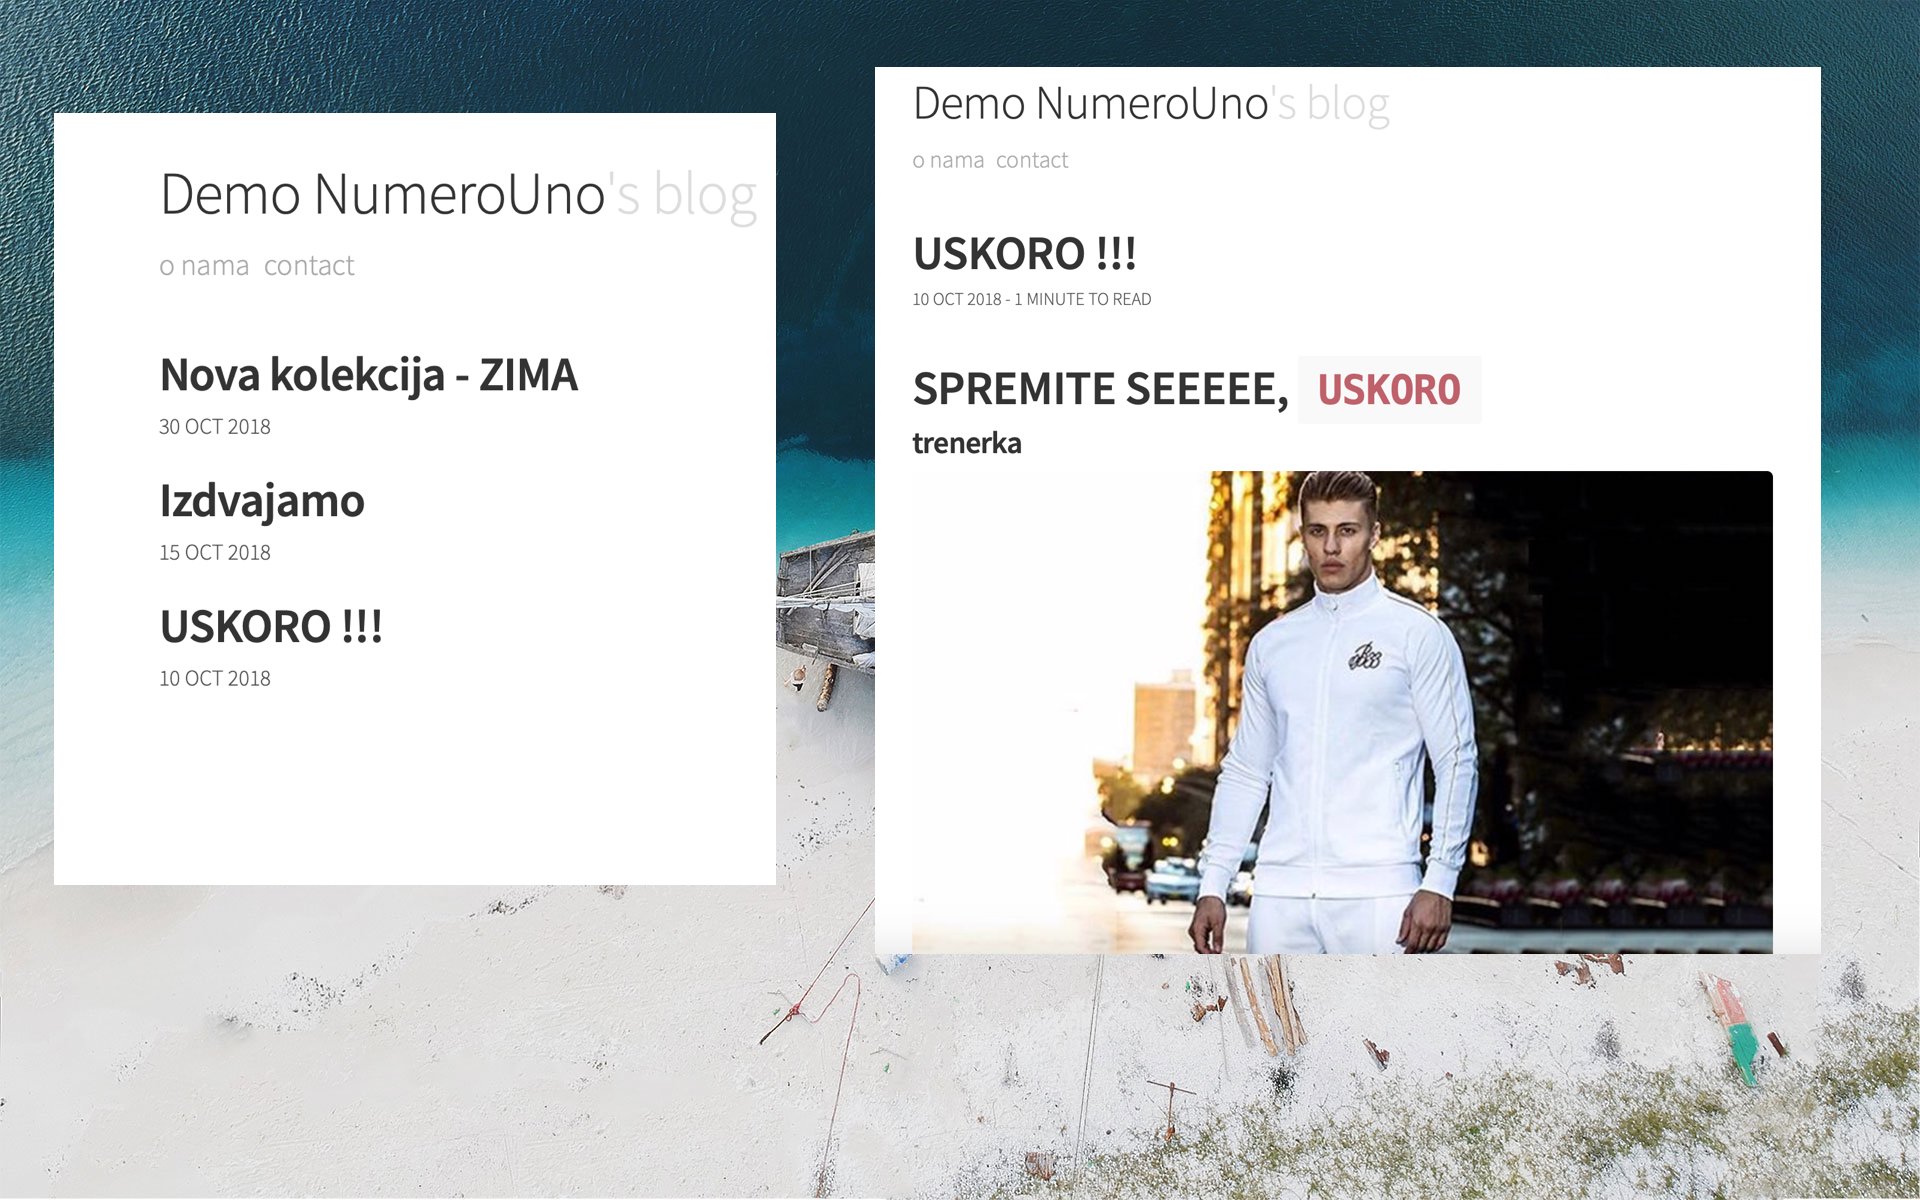 Demo NumeroUno's blog
o nama contact
Nova kolekcija - ZIMA
30 OCT 2018
Izdvajamo
15 OCT 2018
USKORO !!!
10 OCT 2018
Demo NumeroUno's blog
o nama contact
USKORO !!!
10 OCT 2018 - 1 MINUTE TO READ
SPREMITE SEEEEE, USKORO
trenerka